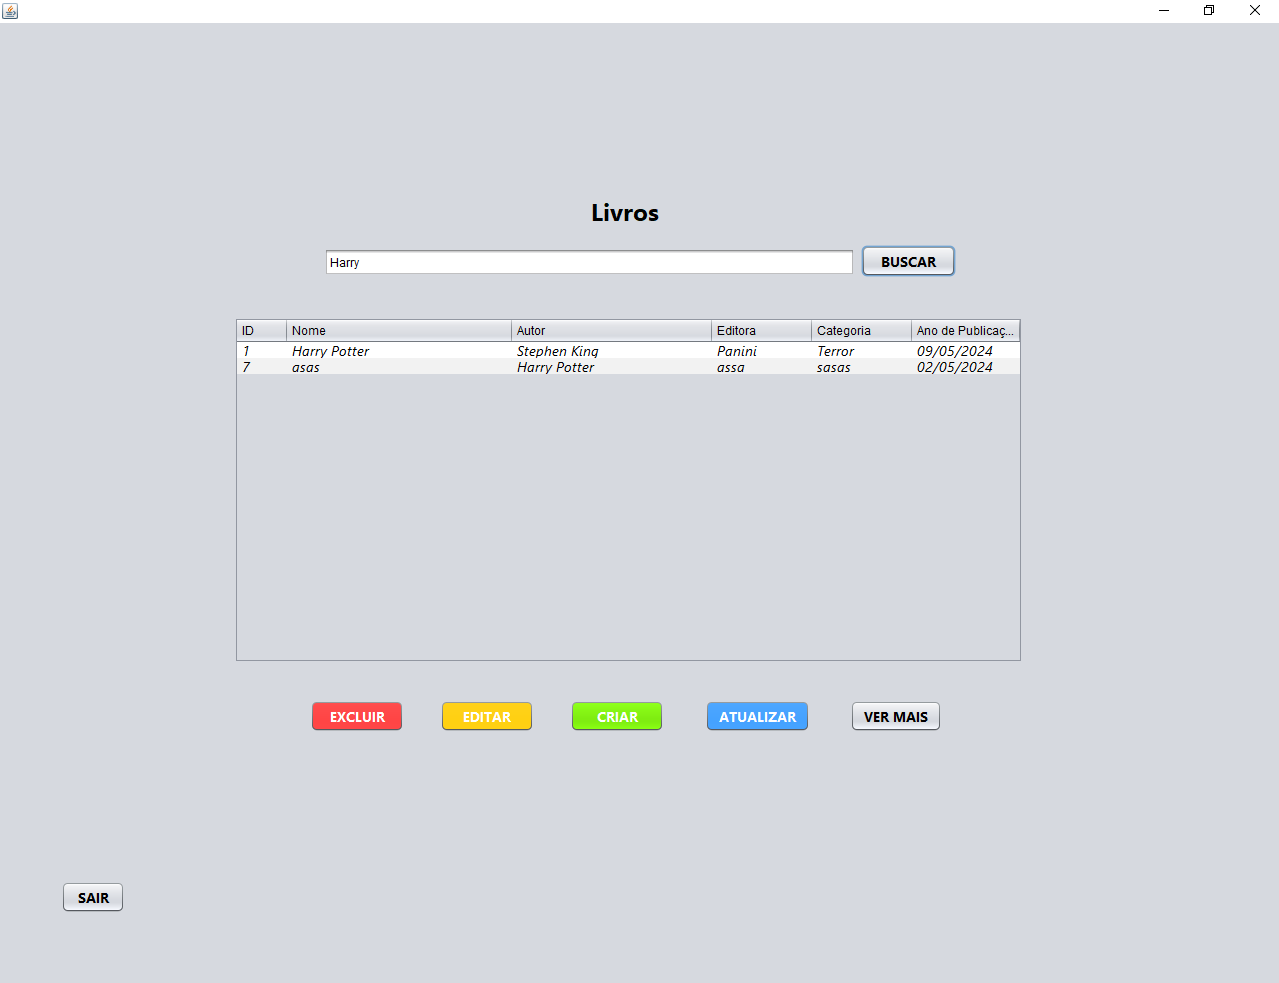 Livros
Harry BUSCAR
ID Nome Autor Editora Categoria Ano de Publicaç...
1 Harry Potter Stephen King Panini Terror 09/05/2024
7 asas Harry Potter assa sasas 02/05/2024
EXCLUIR EDITAR CRIAR ATUALIZAR VER MAIS
SAIR